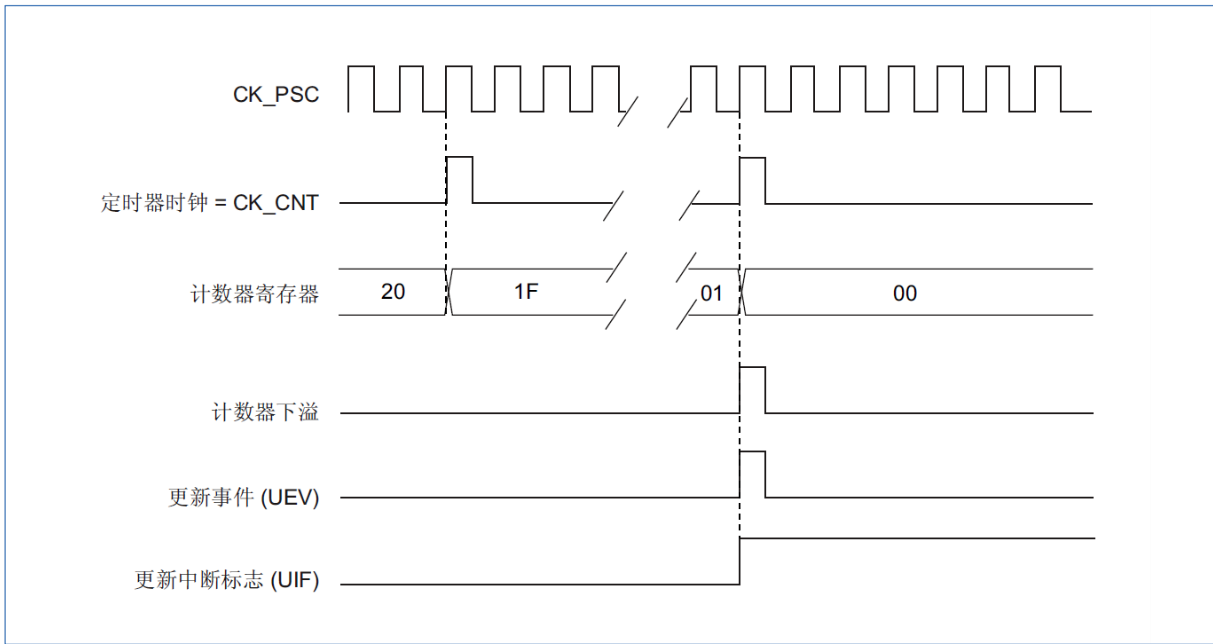 CK_PSC
定时器时钟 = CK_CNT
计数器寄存器 20 1F 01 00
计数器下溢
更新事件 (UEV)
更新中断标志 (UIF)